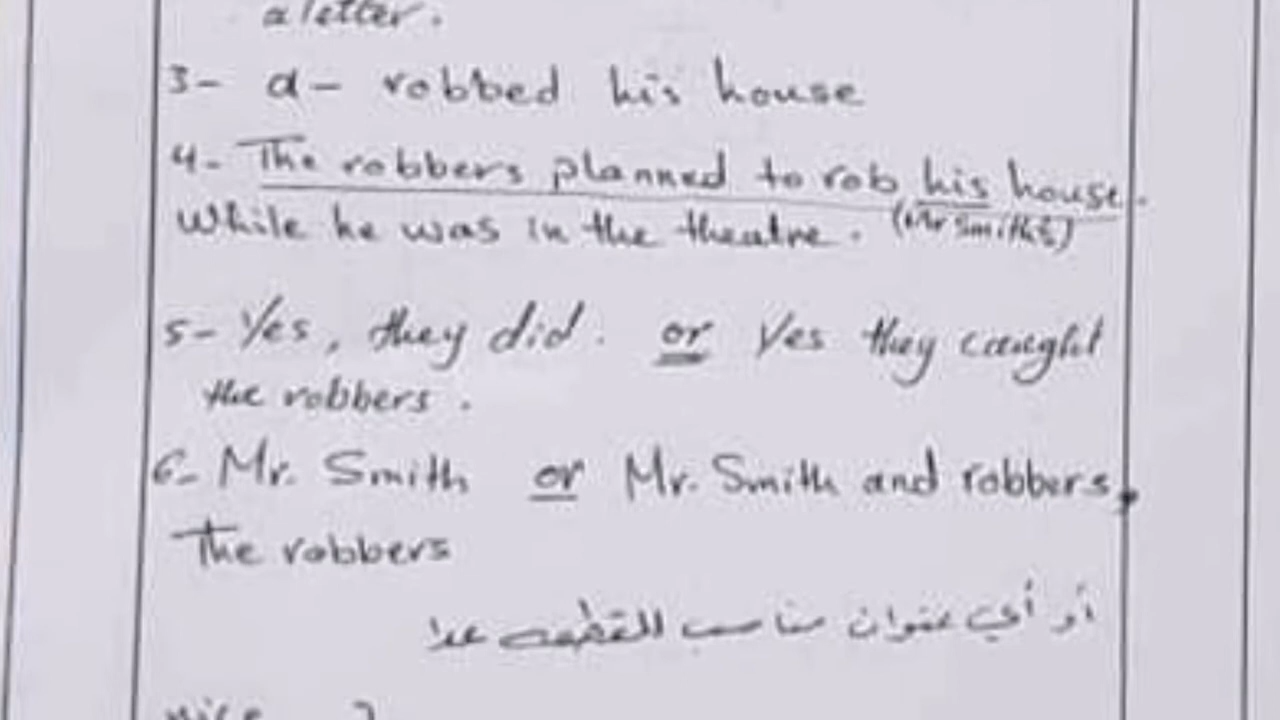 a letter.
3- a- robbed his house
4- The robbers planned to rob his house.
while he was in the theatre. (Mr Smith's)
5- Yes, they did. or Yes they caught
the robbers.
6- Mr. Smith or Mr. Smith and robbers,
The robbers
أو أي عنوان مناسب للقطعه عدا